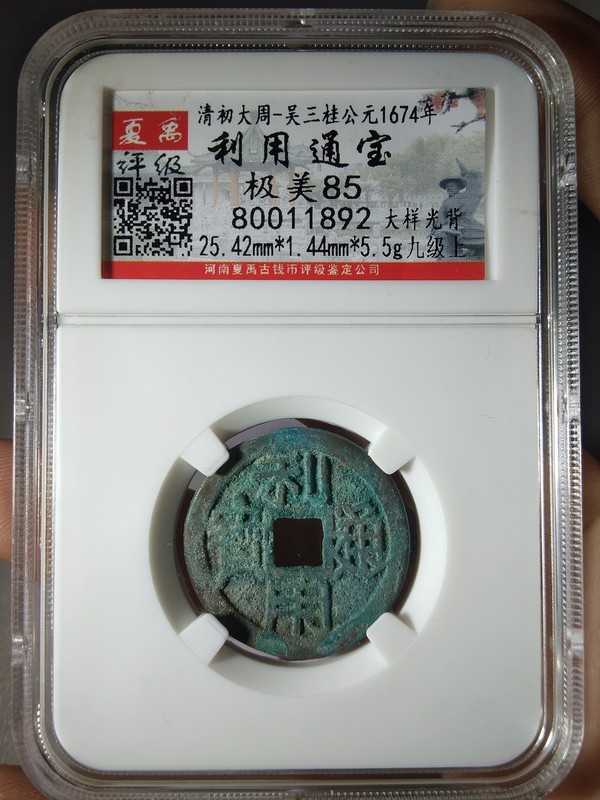 清初大周-吴三桂公元1674年
夏禹
评级
利用通宝
极美85
80011892 大样光背
25.42mm*1.44mm*5.5g九级上
河南夏禹古钱币评级鉴定公司
利用通寶